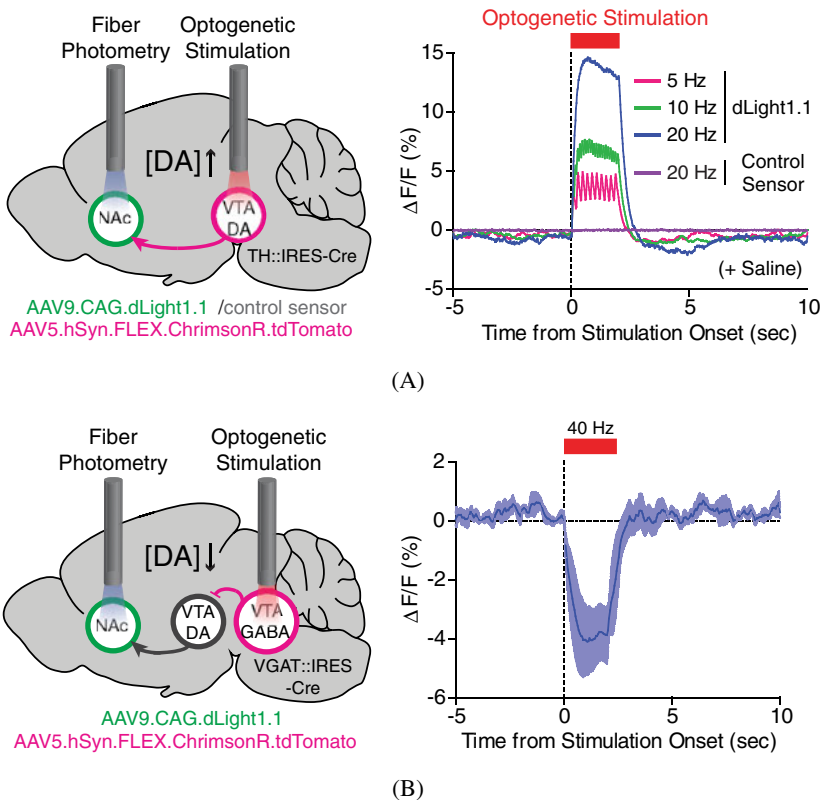 Fiber
Photometry
Optogenetic
Stimulation
[DA]↑
NAc
VTA
DA
TH::IRES-Cre
AAV9.CAG.dLight1.1 /control sensor
AAV5.hSyn.FLEX.ChrimsonR.tdTomato
Optogenetic Stimulation
15
10
5
0
-5
ΔF/F (%)
5 Hz
10 Hz
20 Hz
dLight1.1
20 Hz
Control
Sensor
(+ Saline)
-5
0
5
10
Time from Stimulation Onset (sec)
(A)
Fiber
Photometry
Optogenetic
Stimulation
[DA]↓
NAc
VTA
DA
VTA
GABA
VGAT::IRES
-Cre
AAV9.CAG.dLight1.1
AAV5.hSyn.FLEX.ChrimsonR.tdTomato
40 Hz
2
0
-2
-4
-6
ΔF/F (%)
-5
0
5
10
Time from Stimulation Onset (sec)
(B)